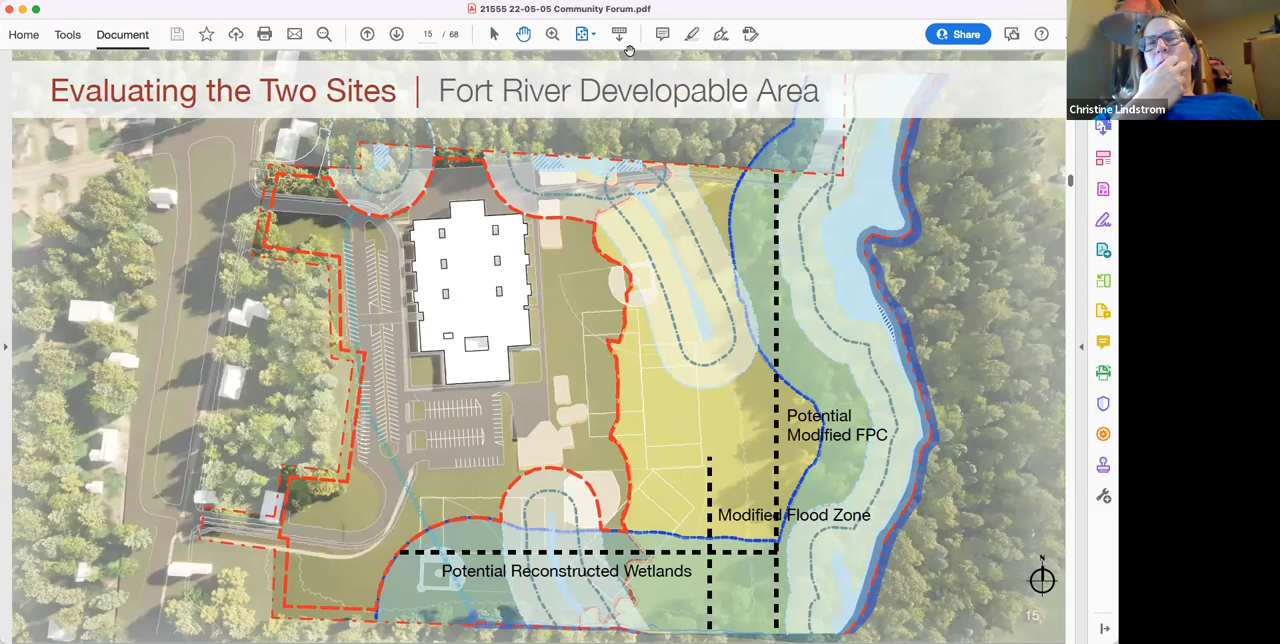 21555 22-05-05 Community Forum.pdf
Home Tools Document
15 / 68
Share
Christine Lindstrom
Evaluating the Two Sites | Fort River Developable Area
Potential
Modified FPC
Modified Flood Zone
Potential Reconstructed Wetlands
N
15